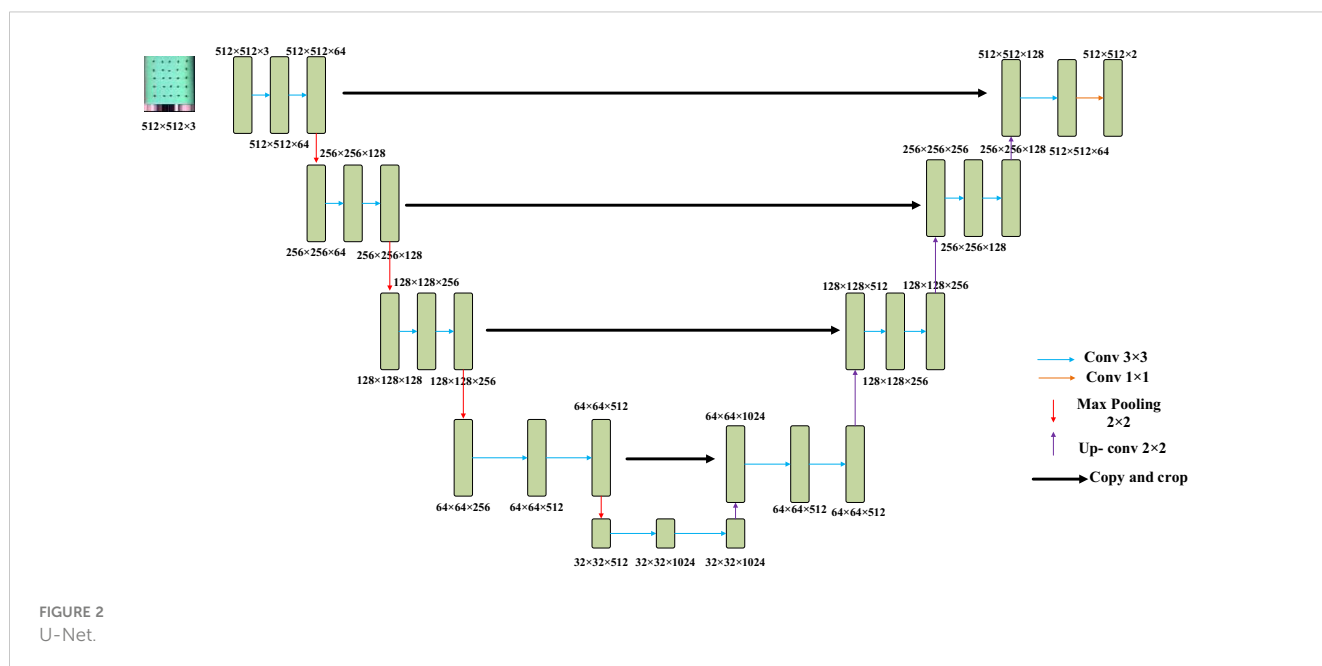 512×512×3
512×512×3 512×512×64
512×512×64
512×512×128 512×512×2
512×512×64
256×256×128
256×256×64 256×256×128
256×256×256 256×256×128
256×256×128
128×128×256
128×128×128 128×128×256
128×128×512 128×128×256
128×128×256
64×64×512
64×64×256 64×64×512
64×64×1024
64×64×512 64×64×512
32×32×512 32×32×1024 32×32×1024
Conv 3×3
Conv 1×1
Max Pooling
2×2
Up- conv 2×2
Copy and crop
FIGURE 2
U-Net.